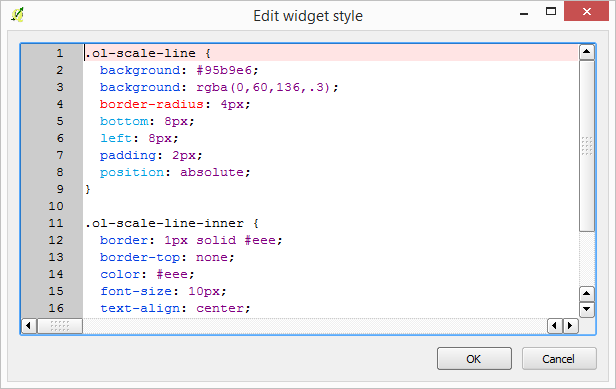 Edit widget style
1 .ol-scale-line {
2 background: #95b9e6;
3 background: rgba(0,60,136,.3);
4 border-radius: 4px;
5 bottom: 8px;
6 left: 8px;
7 padding: 2px;
8 position: absolute;
9 }
10
11 .ol-scale-line-inner {
12 border: 1px solid #eee;
13 border-top: none;
14 color: #eee;
15 font-size: 10px;
16 text-align: center;
OK Cancel